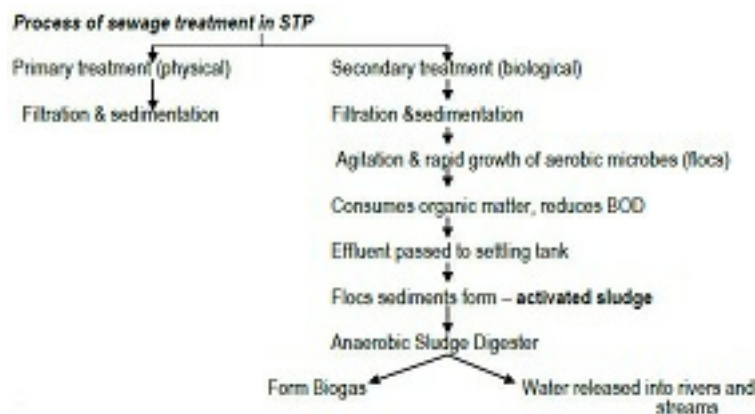 Process of sewage treatment in STP
Primary treatment (physical)
Secondary treatment (biological)
Filtration & sedimentation
Filtration &sedimentation
Agitation & rapid growth of aerobic microbes (flocs)
Consumes organic matter, reduces BOD
Effluent passed to settling tank
Flocs sediments form – activated sludge
Anaerobic Sludge Digester
Form Biogas
Water released into rivers and
streams